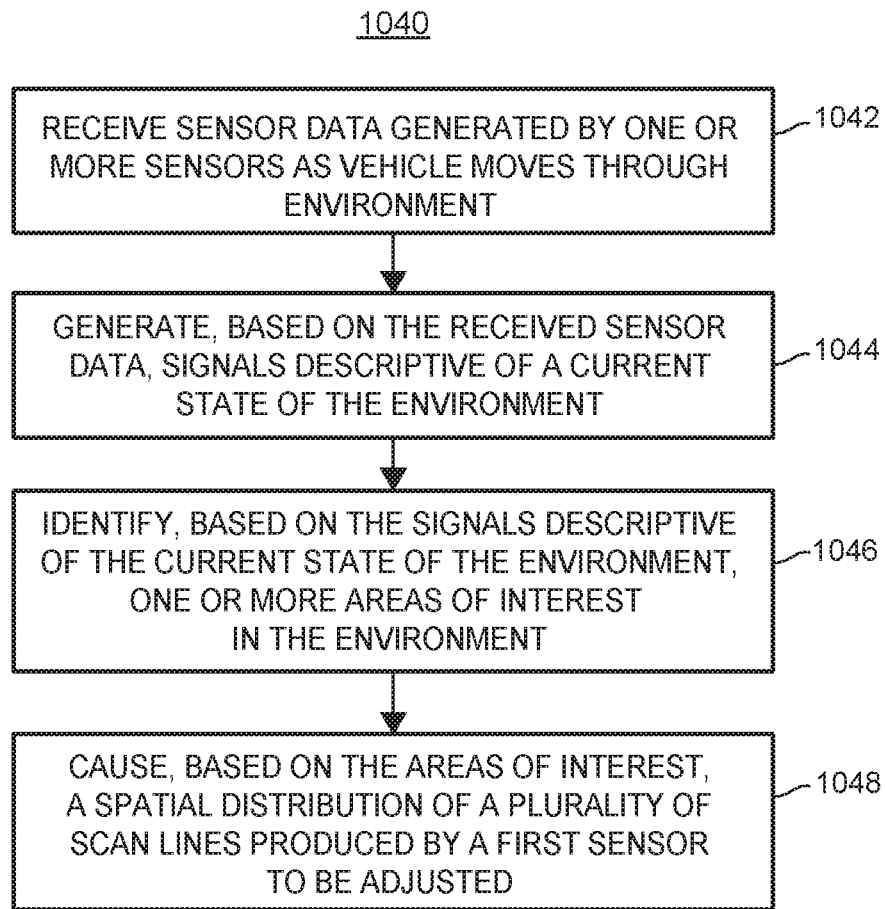 1040
RECEIVE SENSOR DATA GENERATED BY ONE OR
MORE SENSORS AS VEHICLE MOVES THROUGH
ENVIRONMENT
1042
GENERATE, BASED ON THE RECEIVED SENSOR
DATA, SIGNALS DESCRIPTIVE OF A CURRENT
STATE OF THE ENVIRONMENT
1044
IDENTIFY, BASED ON THE SIGNALS DESCRIPTIVE
OF THE CURRENT STATE OF THE ENVIRONMENT,
ONE OR MORE AREAS OF INTEREST
IN THE ENVIRONMENT
1046
CAUSE, BASED ON THE AREAS OF INTEREST,
A SPATIAL DISTRIBUTION OF A PLURALITY OF
SCAN LINES PRODUCED BY A FIRST SENSOR
TO BE ADJUSTED
1048